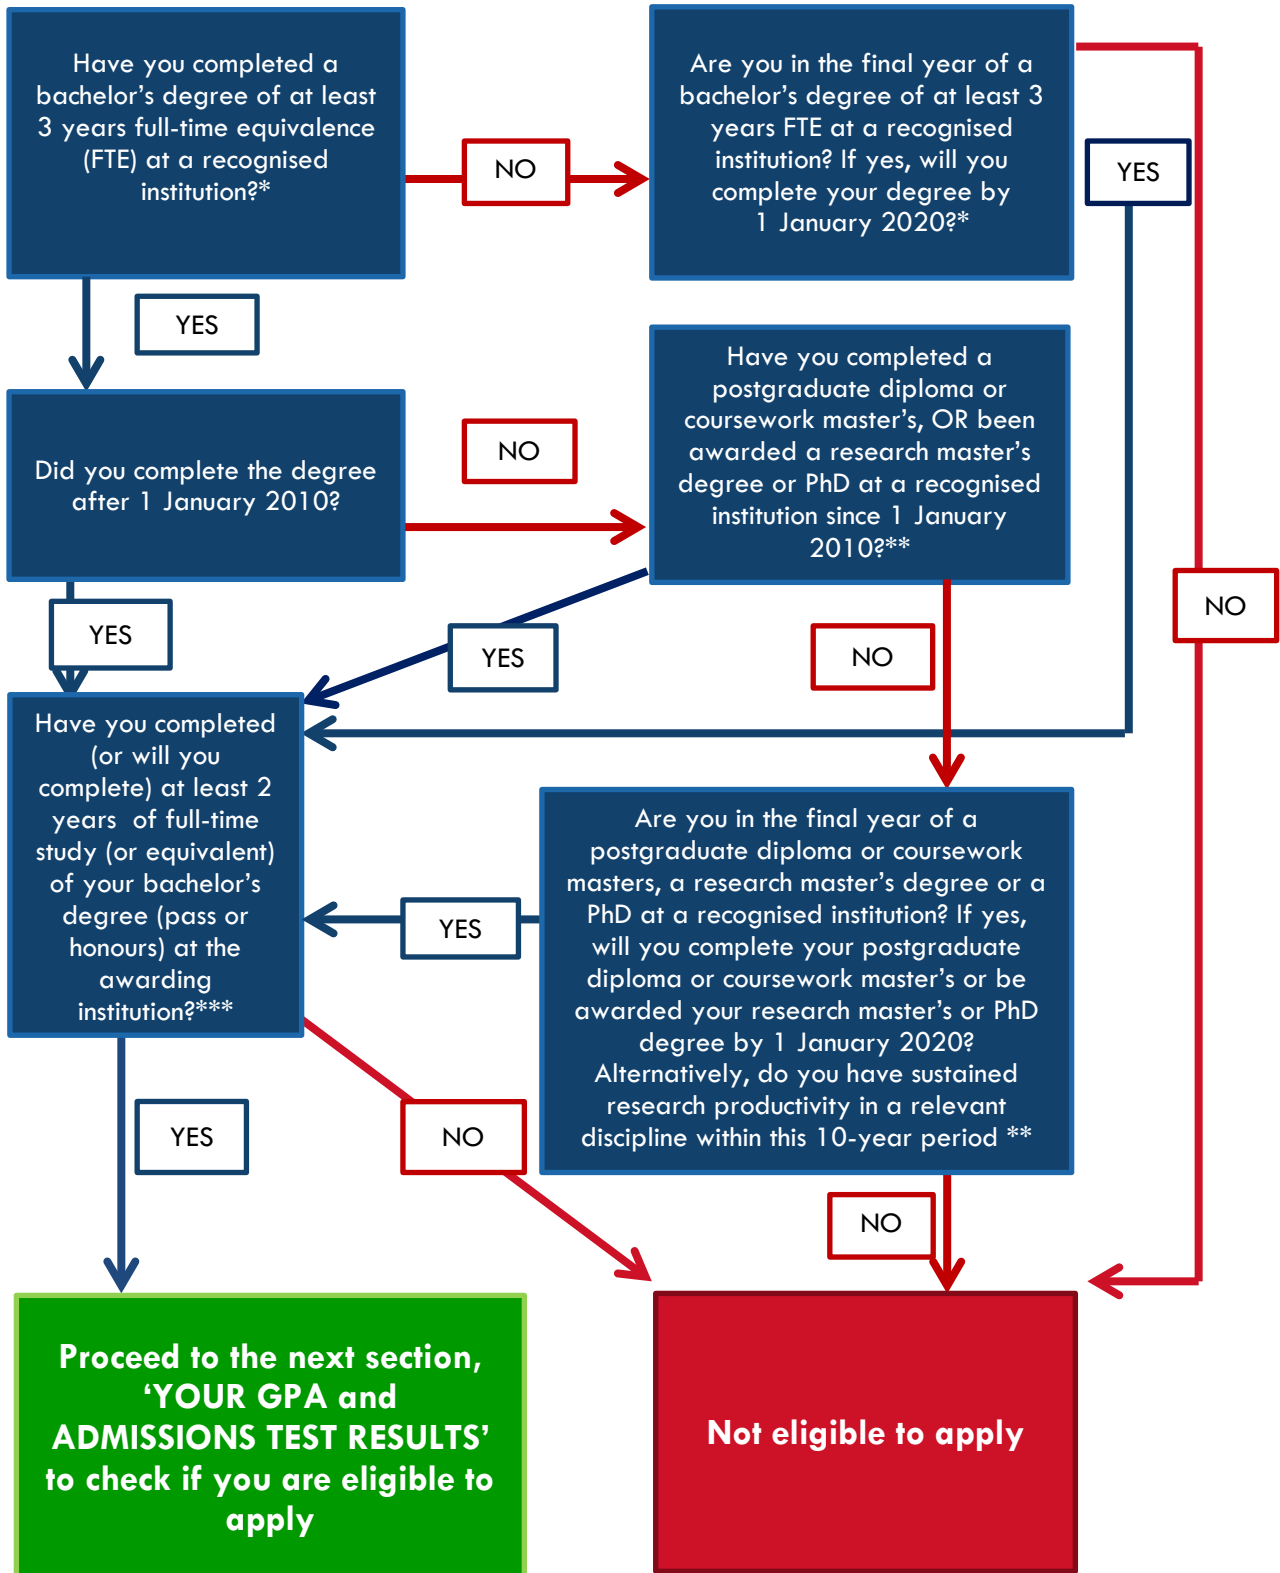 Have you completed a
bachelor's degree of at least
3 years full-time equivalence
(FTE) at a recognised
institution?*
NO
Are you in the final year of a
bachelor's degree of at least 3
years FTE at a recognised
institution? If yes, will you
complete your degree by
1 January 2020?*
YES
YES
Did you complete the degree
after 1 January 2010?
NO
Have you completed a
postgraduate diploma or
coursework master's, OR been
awarded a research master's
degree or PhD at a recognised
institution since 1 January
2010?**
NO
YES
YES
NO
Have you completed
(or will you
complete) at least 2
years of full-time
study (or equivalent)
of your bachelor's
degree (pass or
honours) at the
awarding
institution?***
YES
Are you in the final year of a
postgraduate diploma or coursework
masters, a research master's degree or a
PhD at a recognised institution? If yes,
will you complete your postgraduate
diploma or coursework master's or be
awarded your research master's or PhD
degree by 1 January 2020?
Alternatively, do you have sustained
research productivity in a relevant
discipline within this 10-year period **
YES
NO
NO
Proceed to the next section,
‘YOUR GPA and
ADMISSIONS TEST RESULTS’
to check if you are eligible to
apply
Not eligible to apply